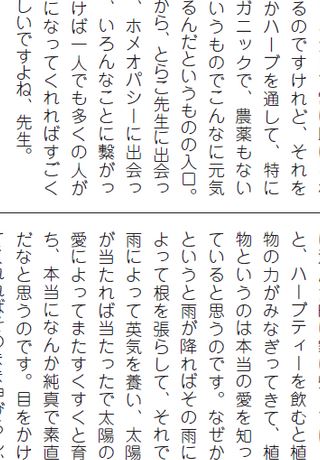 るのですけれど、それを
かハーブを通して、特に
ガニックで、農薬もない
いうものでこんなに元気
るんだというものの入口。
から、とらこ先生に出会っ
、ホメオパシーに出会っ
、いろんなことに繋がっ
けば一人でも多くの人が
になってくれればすごく
しいですよね、先生。
と、ハーブティーを飲むと植
物の力がみなぎってきて、植
物というのは本当の愛を知っ
ていると思うのです。なぜか
というと雨が降ればその雨に
よって根を張らして、それで
雨によって英気を養い、太陽
が当たれば当たったで太陽の
愛によってまたすくすくと育
ち、本当になんか純真で素直
だなと思うのです。目をかけ